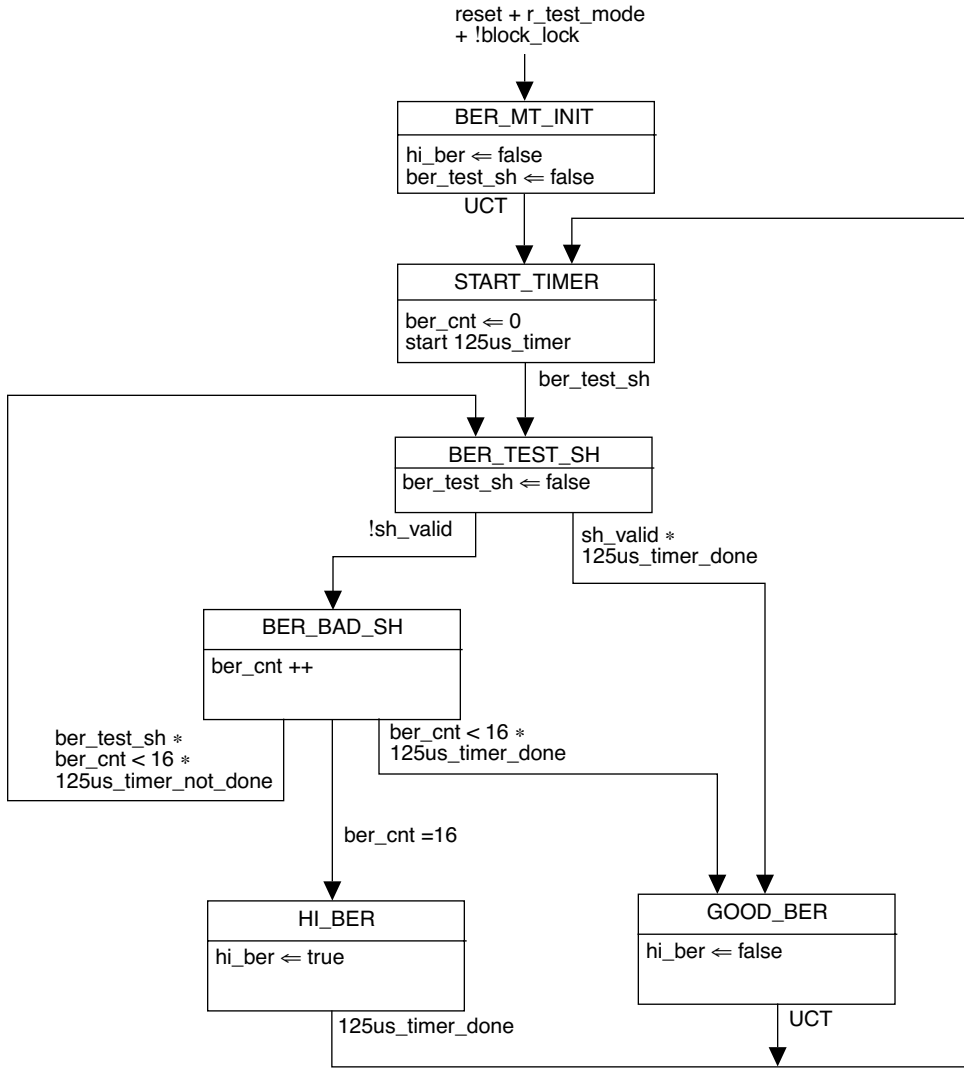 reset + r_test_mode
+ !block_lock
BER_MT_INIT
hi_ber ⇐ false
ber_test_sh ⇐ false
UCT
START_TIMER
ber_cnt ⇐ 0
start 125us_timer
ber_test_sh
BER_TEST_SH
ber_test_sh ⇐ false
!sh_valid
sh_valid *
125us_timer_done
BER_BAD_SH
ber_cnt ++
ber_test_sh *
ber_cnt < 16 *
125us_timer_not_done
ber_cnt < 16 *
125us_timer_done
ber_cnt =16
HI_BER
hi_ber ⇐ true
125us_timer_done
GOOD_BER
hi_ber ⇐ false
UCT